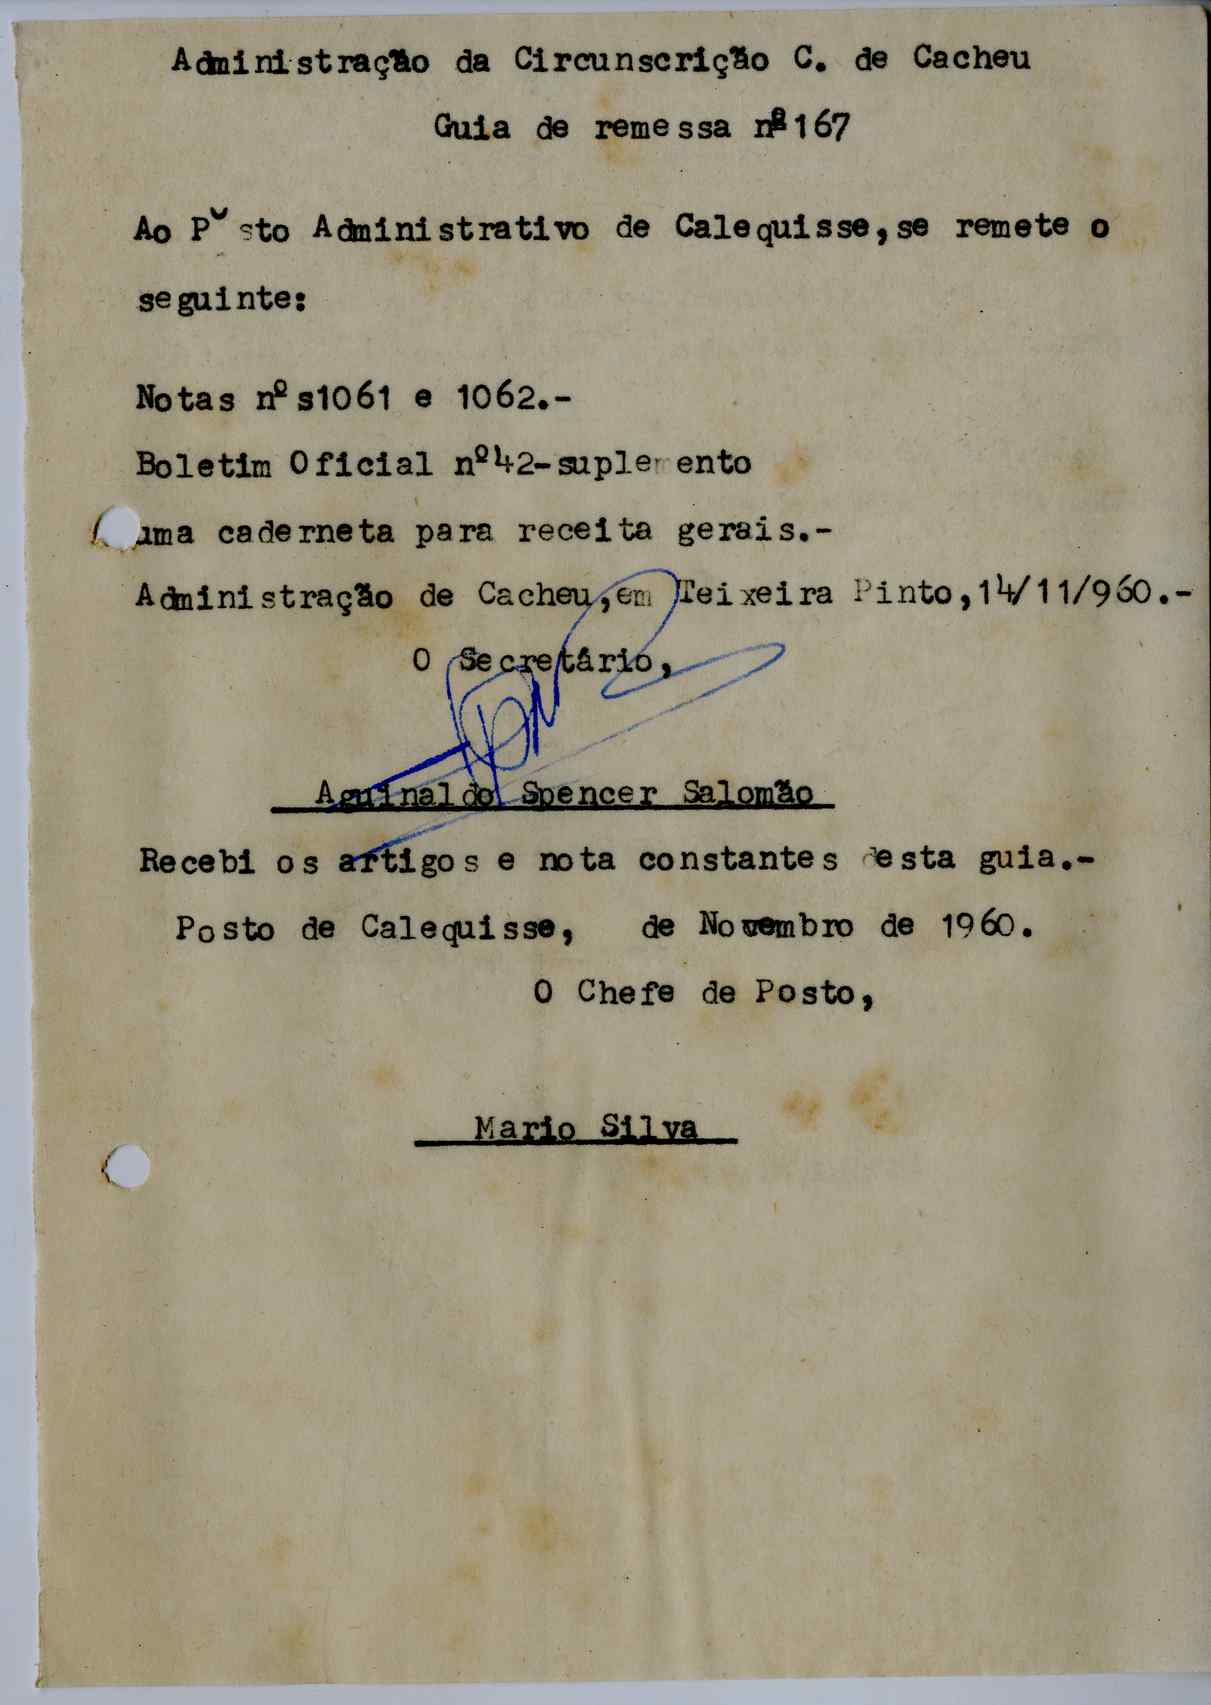 Administração da Circunscrição C. de Cacheu
Guia de remessa nº167
Ao Posto Administrativo de Calequisse,se remete o
seguinte:
Notas nºs1061 e 1062.-
Boletim Oficial nº42-suplemento
uma caderneta para receita gerais.-
Administração de Cacheu,em Teixeira Pinto,14/11/960.-
O Secretário,
Aguinaldo Spencer Salomão
Recebi os artigos e nota constantes desta guia.-
Posto de Calequisse, de Novembro de 1960.
O Chefe de Posto,
Mario Silva